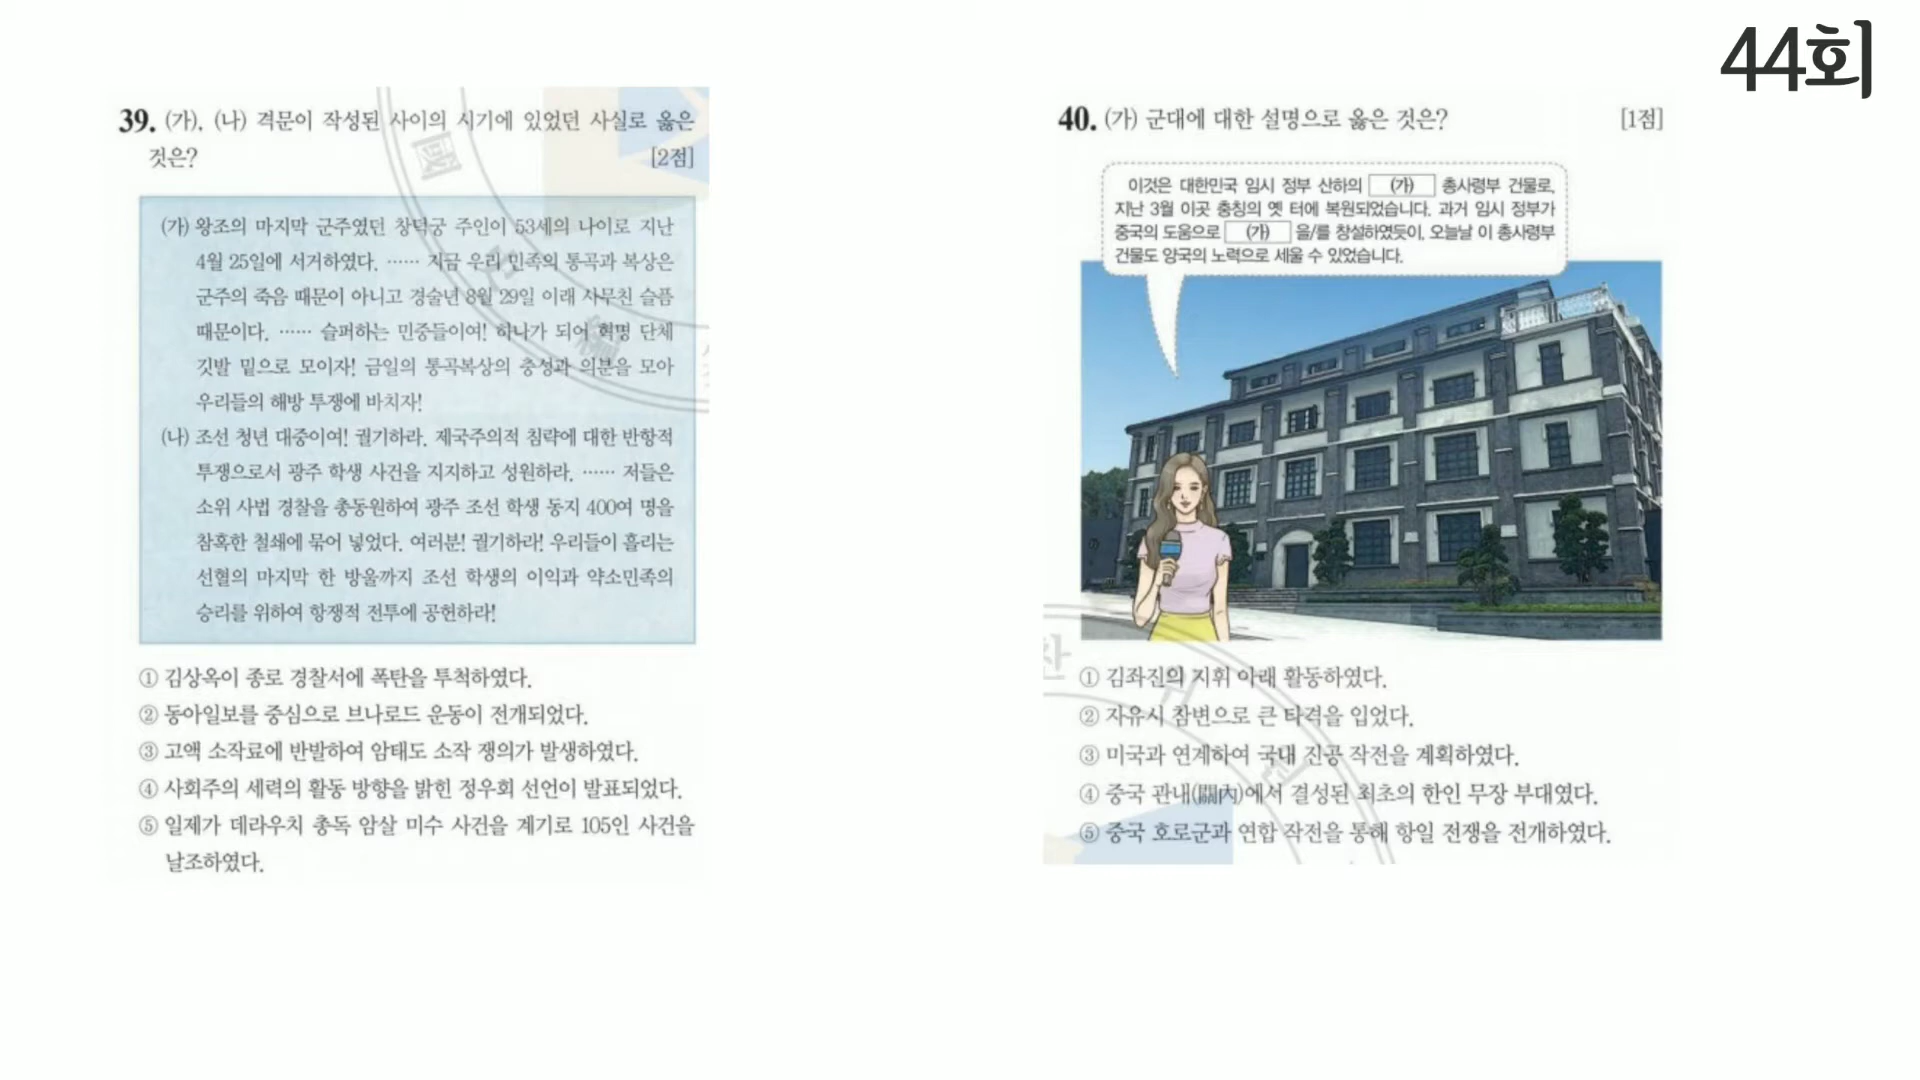 44회
39. (가), (나) 격문이 작성된 사이의 시기에 있었던 사실로 옳은
것은? [2점]
(가) 왕조의 마지막 군주였던 창덕궁 주인이 53세의 나이로 지난
4월 25일에 서거하였다. …… 지금 우리 민족의 통곡과 복상은
군주의 죽음 때문이 아니고 경술년 8월 29일 이래 사무친 슬픔
때문이다. …… 슬퍼하는 민중들이여! 하나가 되어 혁명 단체
깃발 밑으로 모이자! 금일의 통곡복상의 충성과 의분을 모아
우리들의 해방 투쟁에 바치자!
(나) 조선 청년 대중이여! 궐기하라. 제국주의적 침략에 대한 반항적
투쟁으로서 광주 학생 사건을 지지하고 성원하라. …… 저들은
소위 사법 경찰을 총동원하여 광주 조선 학생 동지 400여 명을
참혹한 철쇄에 묶어 넣었다. 여러분! 궐기하라! 우리들이 흘리는
선혈의 마지막 한 방울까지 조선 학생의 이익과 약소민족의
승리를 위하여 항쟁적 전투에 공헌하라!
① 김상옥이 종로 경찰서에 폭탄을 투척하였다.
② 동아일보를 중심으로 브나로드 운동이 전개되었다.
③ 고액 소작료에 반발하여 암태도 소작 쟁의가 발생하였다.
④ 사회주의 세력의 활동 방향을 밝힌 정우회 선언이 발표되었다.
⑤ 일제가 데라우치 총독 암살 미수 사건을 계기로 105인 사건을
날조하였다.
40. (가) 군대에 대한 설명으로 옳은 것은? [1점]
이것은 대한민국 임시 정부 산하의 (가) 총사령부 건물로,
지난 3월 이곳 충칭의 옛 터에 복원되었습니다. 과거 임시 정부가
중국의 도움으로 (가) 을/를 창설하였듯이, 오늘날 이 총사령부
건물도 양국의 노력으로 세울 수 있었습니다.
① 김좌진의 지휘 아래 활동하였다.
② 자유시 참변으로 큰 타격을 입었다.
③ 미국과 연계하여 국내 진공 작전을 계획하였다.
④ 중국 관내(關內)에서 결성된 최초의 한인 무장 부대였다.
⑤ 중국 호로군과 연합 작전을 통해 항일 전쟁을 전개하였다.